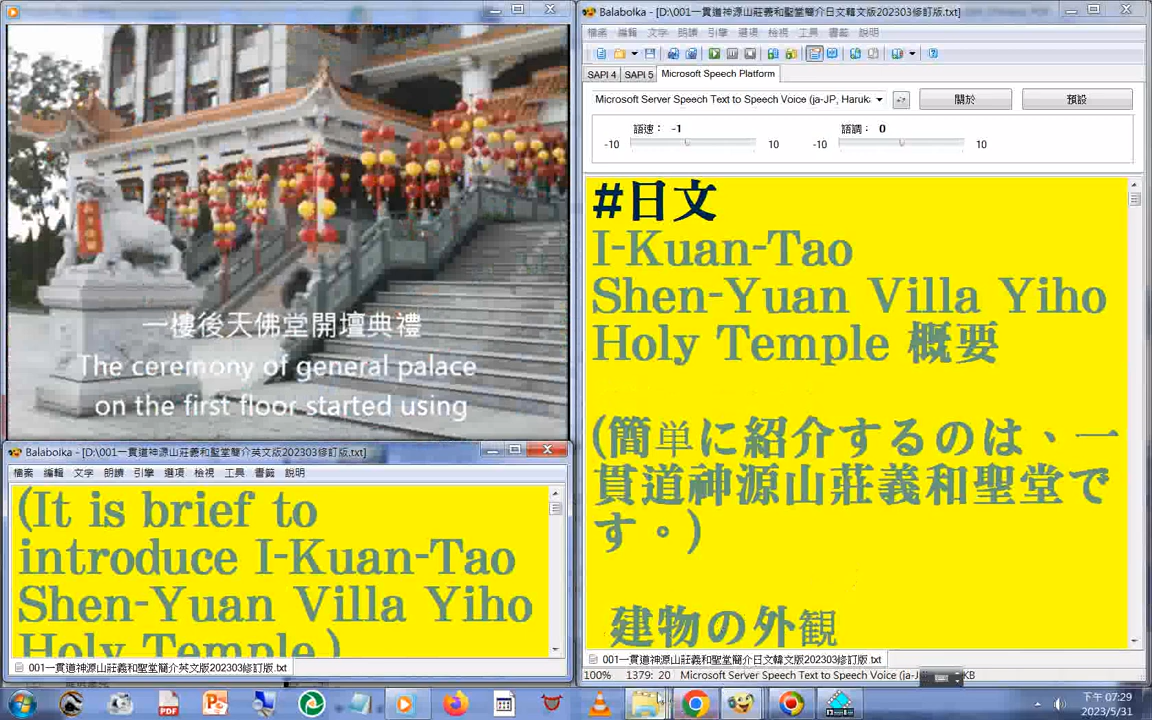 一樓後天佛堂開壇典禮
The ceremony of general palace
on the first floor started using
Balabolka - [D:\001一貫道神源山莊義和聖堂簡介英文版202303修訂版.txt]
檔案 編輯 文字 朗讀 引擎 選項 檢視 工具 書籤 說明
(It is brief to
introduce I-Kuan-Tao
Shen-Yuan Villa Yiho
Holy Temple.)
001一貫道神源山莊義和聖堂簡介英文版202303修訂版.txt
Balabolka - [D:\001一貫道神源山莊義和聖堂簡介日文韓文版202303修訂版.txt]
檔案 編輯 文字 朗讀 引擎 選項 檢視 工具 書籤 說明
SAPI 4 SAPI 5 Microsoft Speech Platform
Microsoft Server Speech Text to Speech Voice (ja-JP, Haruka
關於 預設
語速： -1 語調： 0
-10 10 -10 10
#日文
I-Kuan-Tao
Shen-Yuan Villa Yiho
Holy Temple 概要
(簡単に紹介するのは、一
貫道神源山莊義和聖堂で
す。)
建物の外観
001一貫道神源山莊義和聖堂簡介日文韓文版202303修訂版.txt
100% 1379: 20 Microsoft Server Speech Text to Speech Voice (ja-J
KB
下午 07:29
2023/5/31